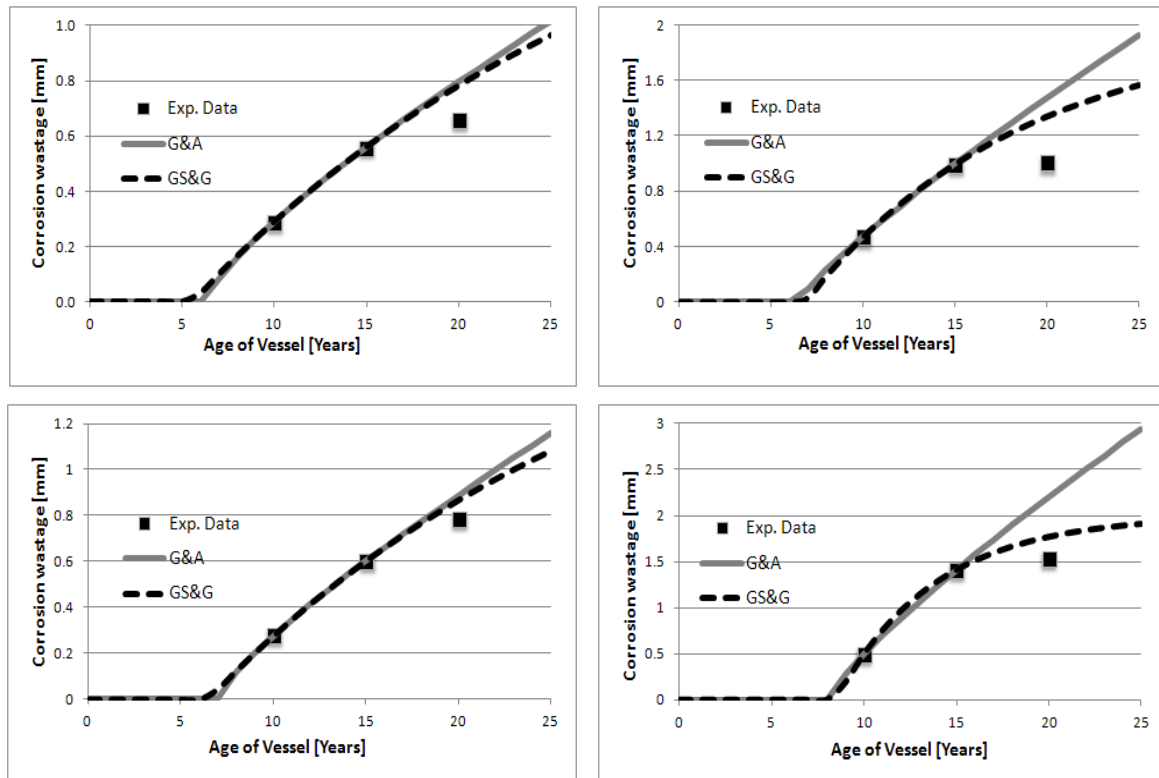 1.0
0.8
0.6
0.4
0.2
0.0
Corrosion wastage [mm]
Exp. Data
G&A
GS&G
0 5 10 15 20 25
Age of Vessel [Years]
2
1.6
1.2
0.8
0.4
0
Corrosion wastage [mm]
Exp. Data
G&A
GS&G
0 5 10 15 20 25
Age of Vessel [Years]
1.2
1
0.8
0.6
0.4
0.2
0
Corrosion wastage [mm]
Exp. Data
G&A
GS&G
0 5 10 15 20 25
Age of Vessel [Years]
3
2.5
2
1.5
1
0.5
0
Corrosion wastage [mm]
Exp. Data
G&A
GS&G
0 5 10 15 20 25
Age of Vessel [Years]